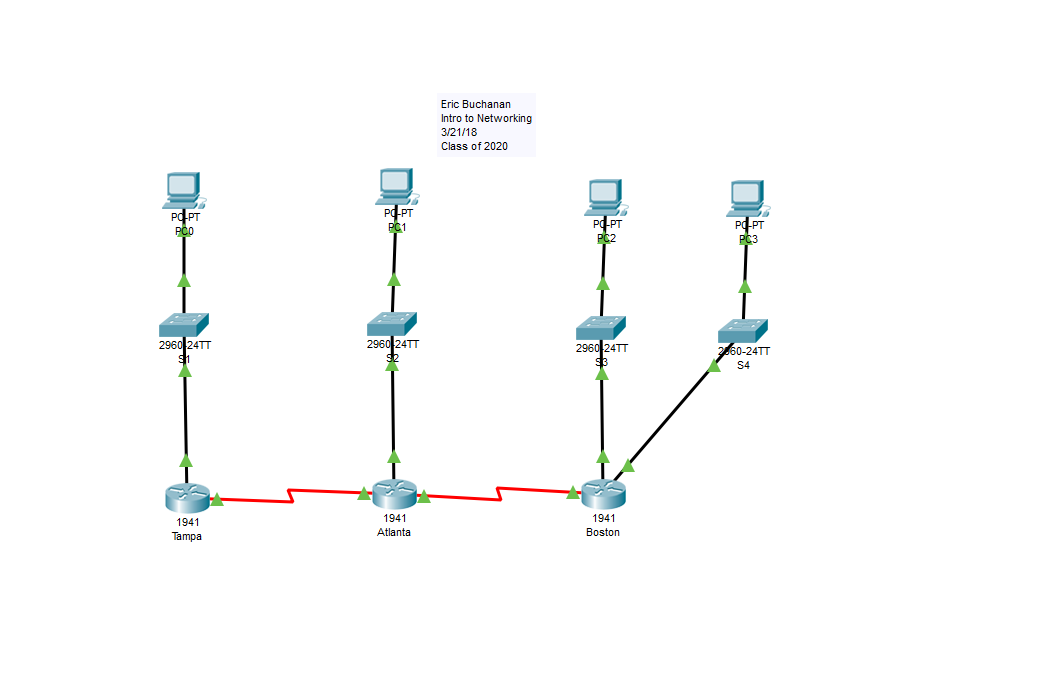 Eric Buchanan
Intro to Networking
3/21/18
Class of 2020
PC-PT
PC0
PC-PT
PC1
PC-PT
PC2
PC-PT
PC3
2960-24TT
S1
2960-24TT
S2
2960-24TT
S3
2960-24TT
S4
1941
Tampa
1941
Atlanta
1941
Boston